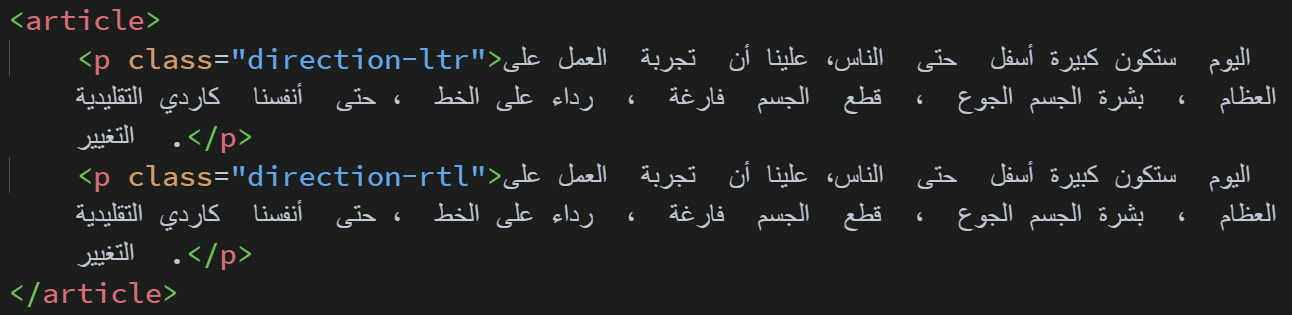 <article>
<p class="direction-ltr">اليوم ستكون كبيرة أسفل حتى الناس، علينا أن تجربة العمل على
العظام ، بشرة الجسم الجوع ، قطع الجسم فارغة ، رداء على الخط ، حتى أنفسنا كاردي التقليدية
التغيير .</p>
<p class="direction-rtl">اليوم ستكون كبيرة أسفل حتى الناس، علينا أن تجربة العمل على
العظام ، بشرة الجسم الجوع ، قطع الجسم فارغة ، رداء على الخط ، حتى أنفسنا كاردي التقليدية
التغيير .</p>
</article>